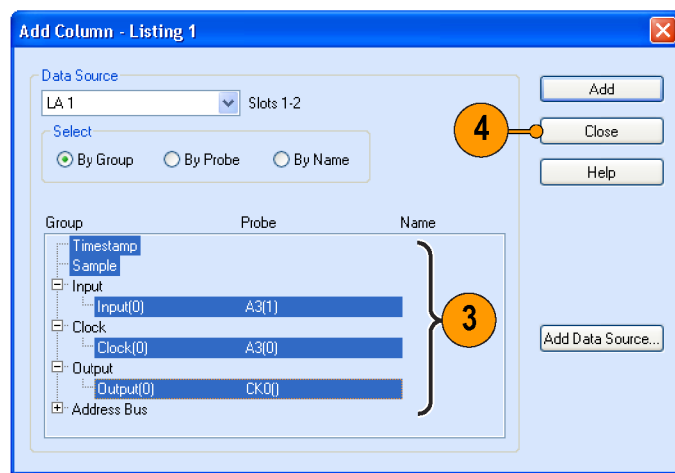 Add Column - Listing 1
Data Source
LA 1
Slots 1-2
Select
By Group
By Probe
By Name
Add
4
Close
Help
Group Probe Name
Timestamp
Sample
Input
Input(0) A3(1)
Clock
Clock(0) A3(0)
Output
Output(0) CK0()
Address Bus
3
Add Data Source...